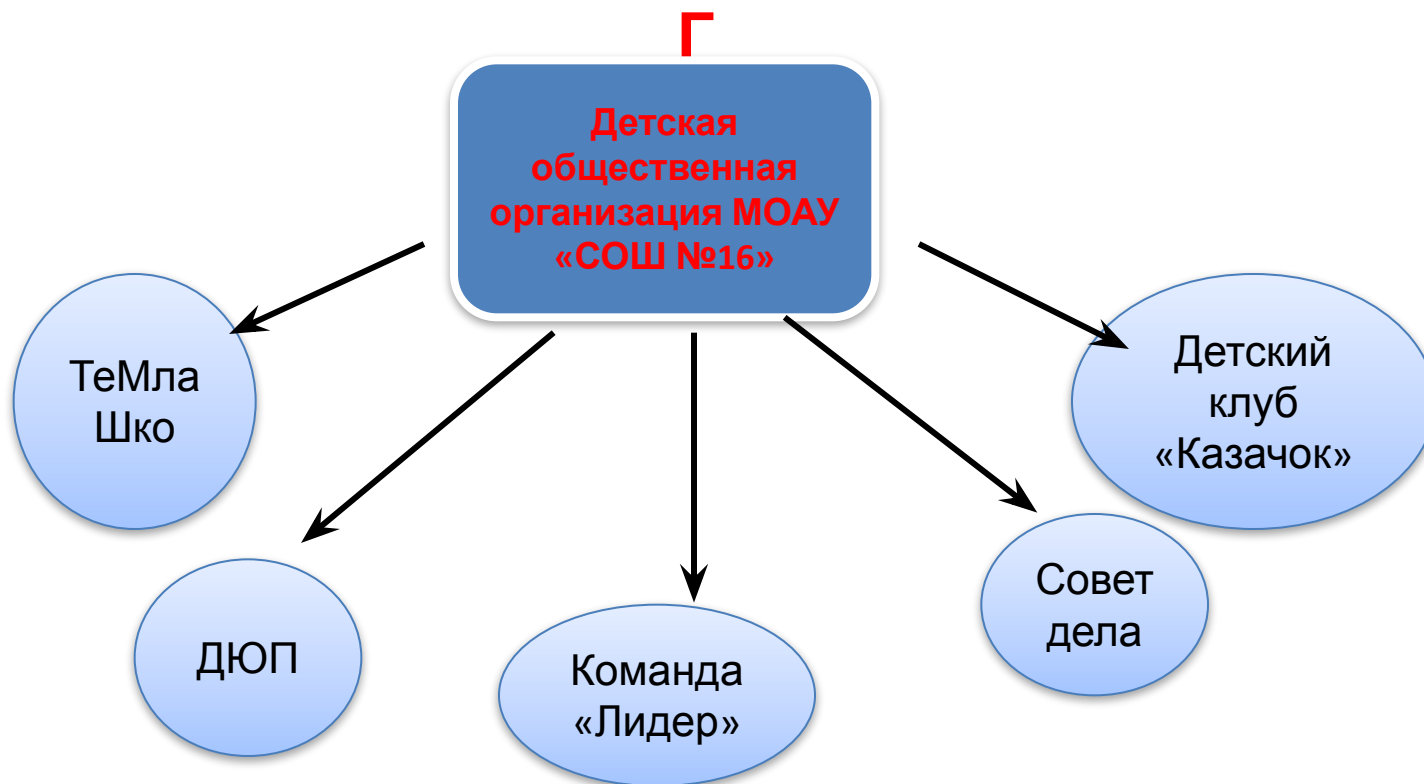 Г
Детская
общественная
организация МОАУ
«СОШ №16»
ТеМла
Шко
Детский
клуб
«Казачок»
ДЮП
Команда
«Лидер»
Совет
дела